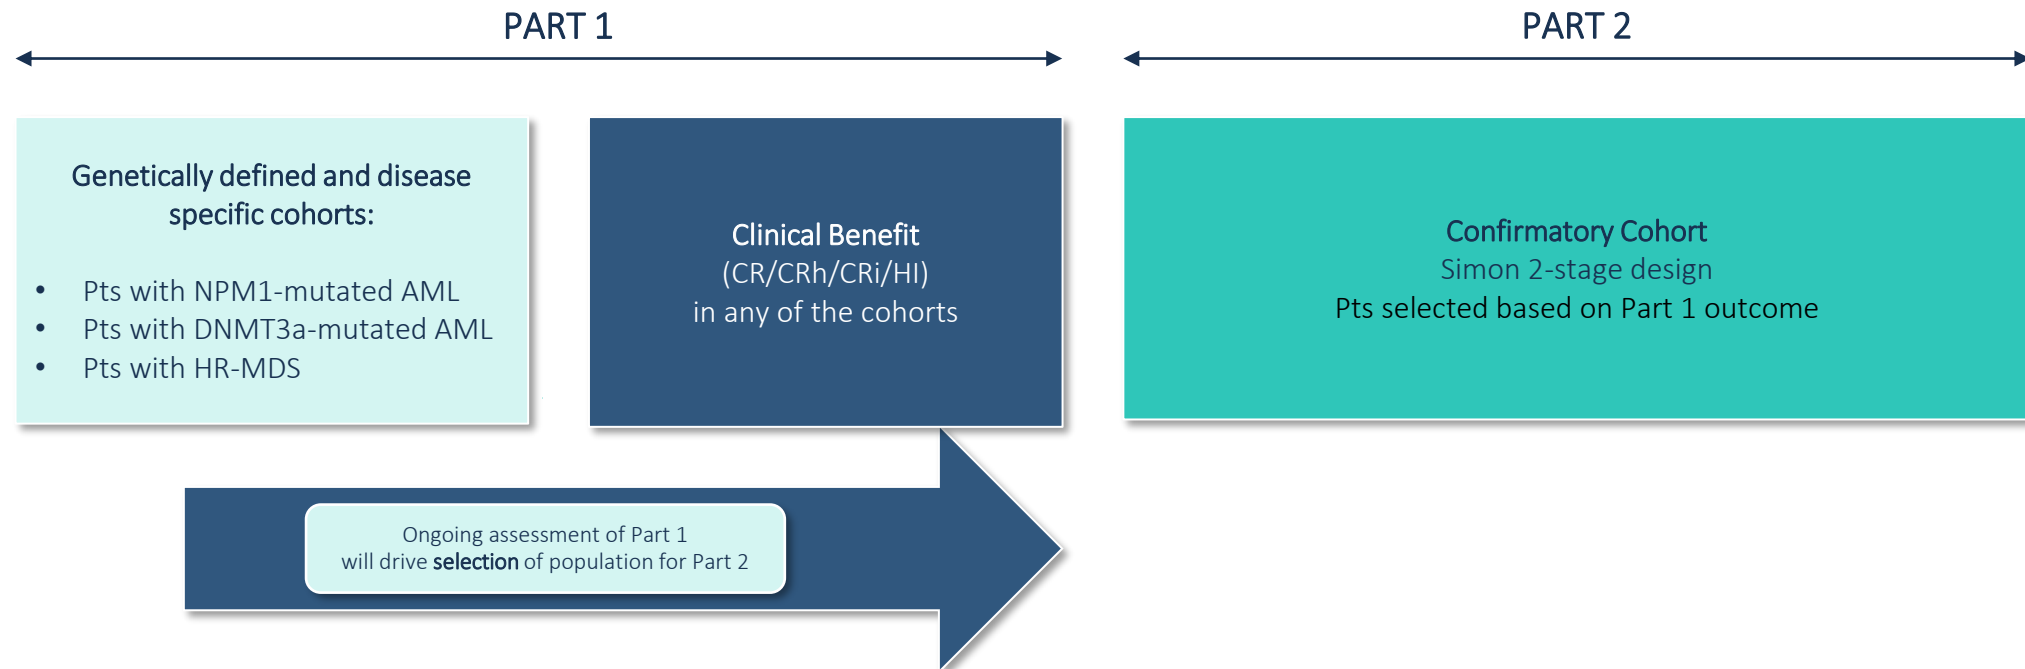 PART 1
PART 2
Genetically defined and disease
specific cohorts:
• Pts with NPM1-mutated AML
• Pts with DNMT3a-mutated AML
• Pts with HR-MDS
Clinical Benefit
(CR/CRh/CRi/HI)
in any of the cohorts
Confirmatory Cohort
Simon 2-stage design
Pts selected based on Part 1 outcome
Ongoing assessment of Part 1
will drive selection of population for Part 2